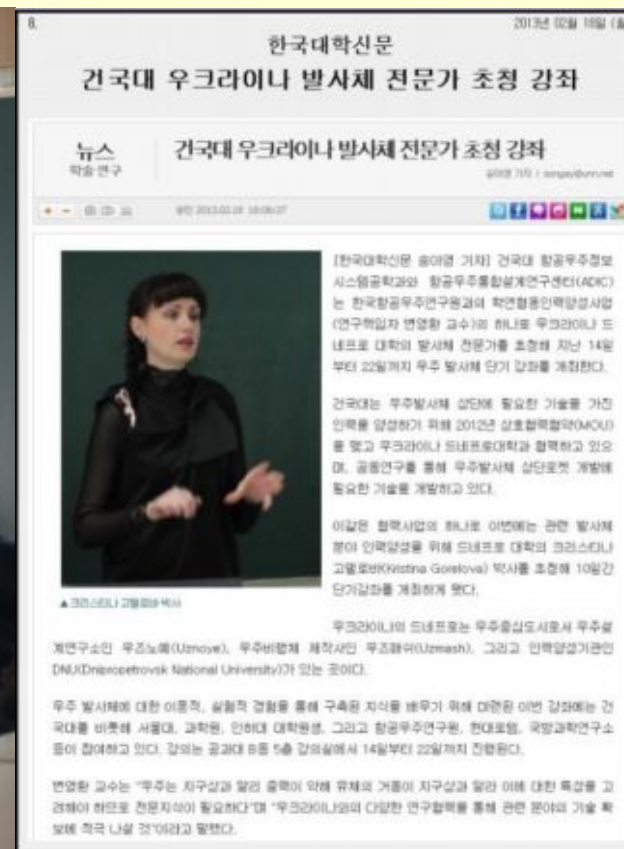 8.
2013년 02월 18일 (월
한국대학신문
건국대 우크라이나 발사체 전문가 초청 강좌
뉴스
학술·연구
건국대 우크라이나 발사체 전문가 초청 강좌
송아영 기자 |
승인 2013.02.18 18:06:37
[한국대학신문 송아영 기자] 건국대 항공우주정보
시스템공학과와 항공우주통합설계연구센터(ADIC)
는 한국항공우주연구원과의 학연협동인력양성사업
(연구책임자 변영환 교수)의 하나로 우크라이나 드
네프로 대학의 발사체 전문가를 초청해 지난 14일
부터 22일까지 우주 발사체 단기 강좌를 개최한다.
건국대는 우주발사체 상단에 필요한 기술을 가진
인력을 양성하기 위해 2012년 상호협력협약(MOU)
을 맺고 우크라이나 드네프로대학과 협력하고 있으
며, 공동연구를 통해 우주발사체 상단로켓 개발에
필요한 기술을 개발하고 있다.
이같은 협력사업의 하나로 이번에는 관련 발사체
분야 인력양성을 위해 드네프로 대학의 크리스티나
고렐로바(Kristina Gorelova) 박사를 초청해 10일간
단기강좌를 개최하게 됐다.
▲ 크리스티나 고렐로바 박사
우크라이나의 드네프로는 우주중심도시로서 우주설
계연구소인 우즈노예(Uznoye), 우주비행체 제작사인 우즈매쉬(Uzmash), 그리고 인력양성기관인
DNU(Dnipropetrovsk National University)가 있는 곳이다.
우주 발사체에 대한 이론적, 실험적 경험을 통해 구축된 지식을 배우기 위해 마련된 이번 강좌에는 건
국대를 비롯해 서울대, 과학원, 인하대 대학원생, 그리고 항공우주연구원, 현대로템, 국방과학연구소
등이 참여하고 있다. 강의는 공과대 B동 5층 강의실에서 14일부터 22일까지 진행된다.
변영환 교수는 "우주는 지구상과 달리 중력이 약해 유체의 거동이 지구상과 달라 이에 대한 특성을 고
려해야 하므로 전문지식이 필요하다"며 "우크라이나와의 다양한 연구협력을 통해 관련 분야의 기술 확
보에 적극 나설 것"이라고 말했다.